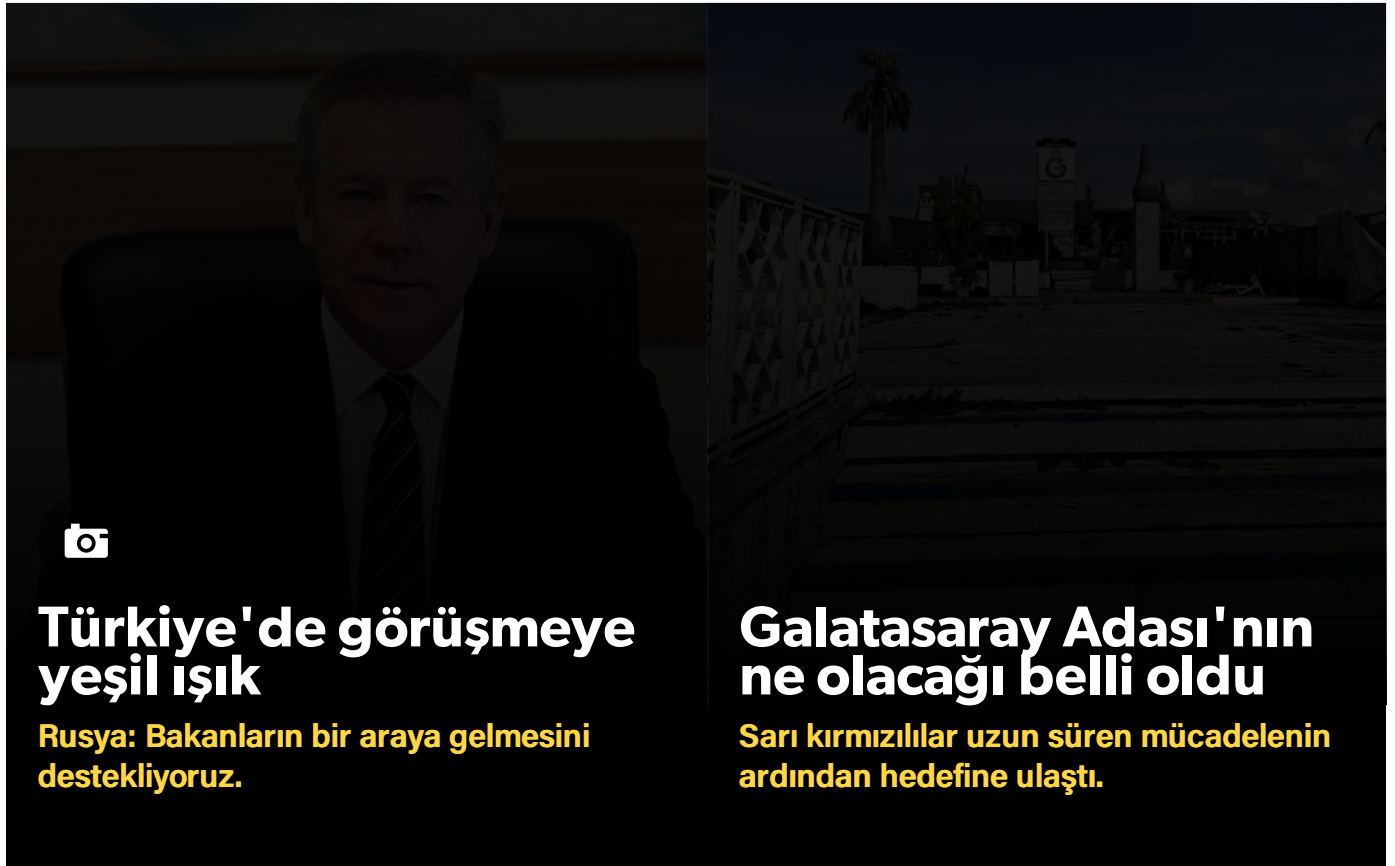 Türkiye'de görüşmeye
yeşil ışık
Rusya: Bakanların bir araya gelmesini
destekliyoruz.
Galatasaray Adası'nın
ne olacağı belli oldu
Sarı kırmızılılar uzun süren mücadelenin
ardından hedefine ulaştı.